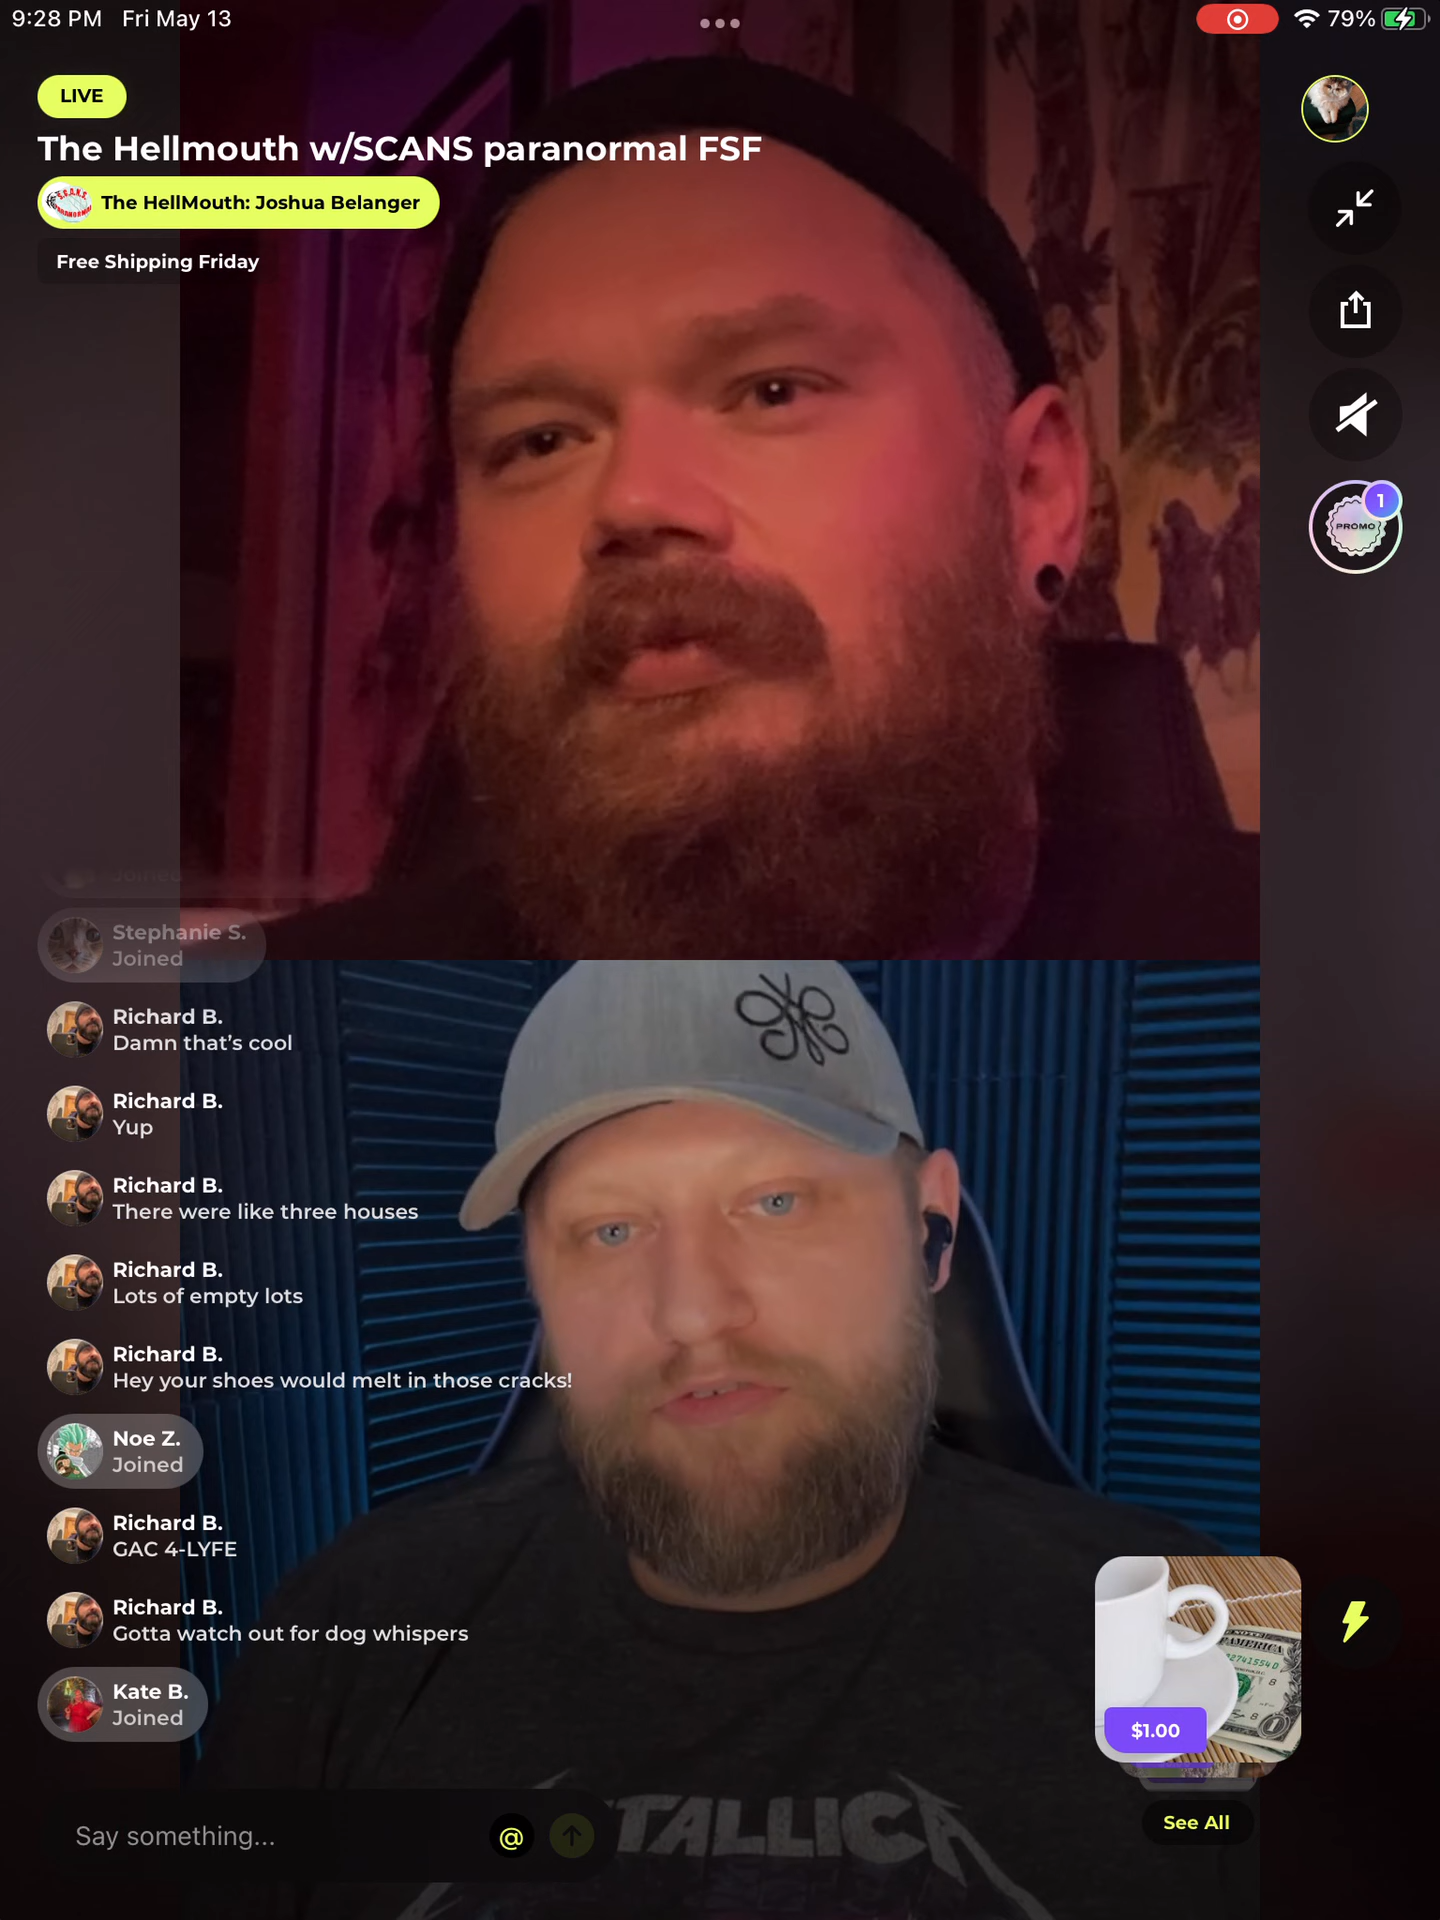 9:28 PM Fri May 13
79%
LIVE
The Hellmouth w/SCANS paranormal FSF
The HellMouth: Joshua Belanger
Free Shipping Friday
1
PROMO
Joined
Stephanie S.
Joined
Richard B.
Damn that's cool
Richard B.
Yup
Richard B.
There were like three houses
Richard B.
Lots of empty lots
Richard B.
Hey your shoes would melt in those cracks!
Noe Z.
Joined
Richard B.
GAC 4-LYFE
Richard B.
Gotta watch out for dog whispers
Kate B.
Joined
AMERICA
$1.00
Say something...
@
TALLICA
See All